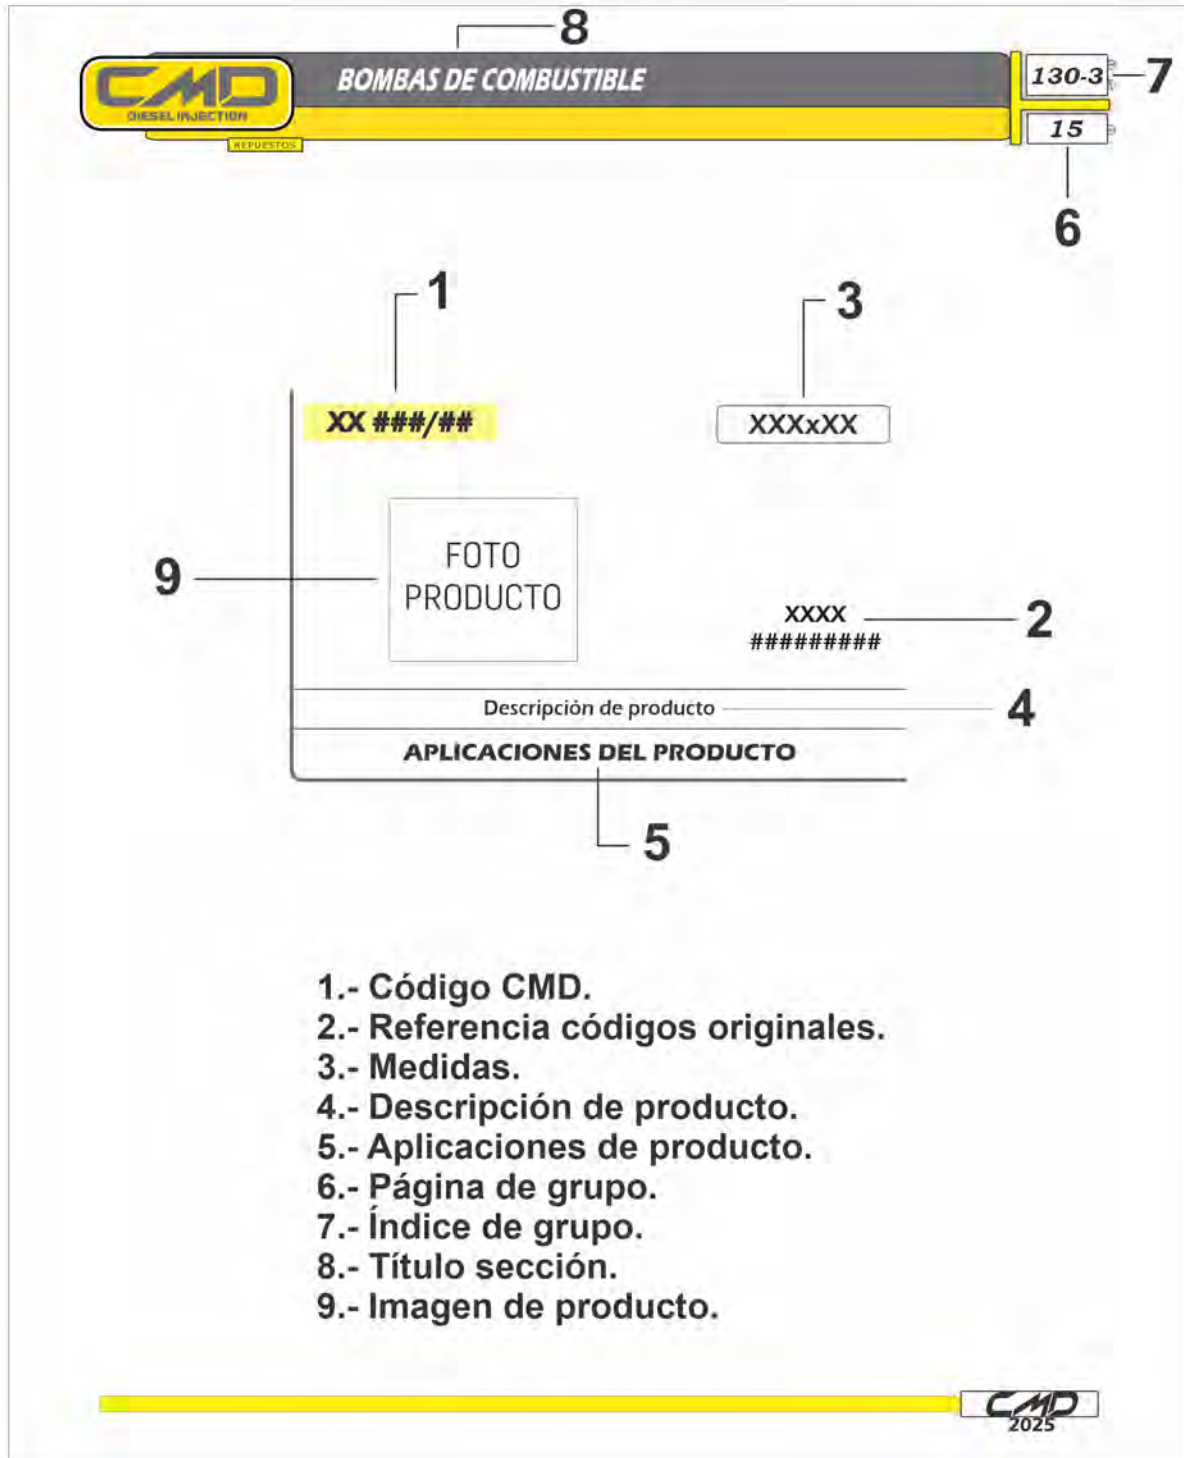 8
BOMBAS DE COMBUSTIBLE
130-3
7
CMD
DIESEL INJECTION
15
REPUESTOS
6
1
3
XX ###/##
XXXxXX
FOTO
PRODUCTO
9
XXXX
2
#########
Descripción de producto
4
APLICACIONES DEL PRODUCTO
5
1.- Código CMD.
2.- Referencia códigos originales.
3.- Medidas.
4.- Descripción de producto.
5.- Aplicaciones de producto.
6.- Página de grupo.
7.- Índice de grupo.
8.- Título sección.
9.- Imagen de producto.
CMD
2025